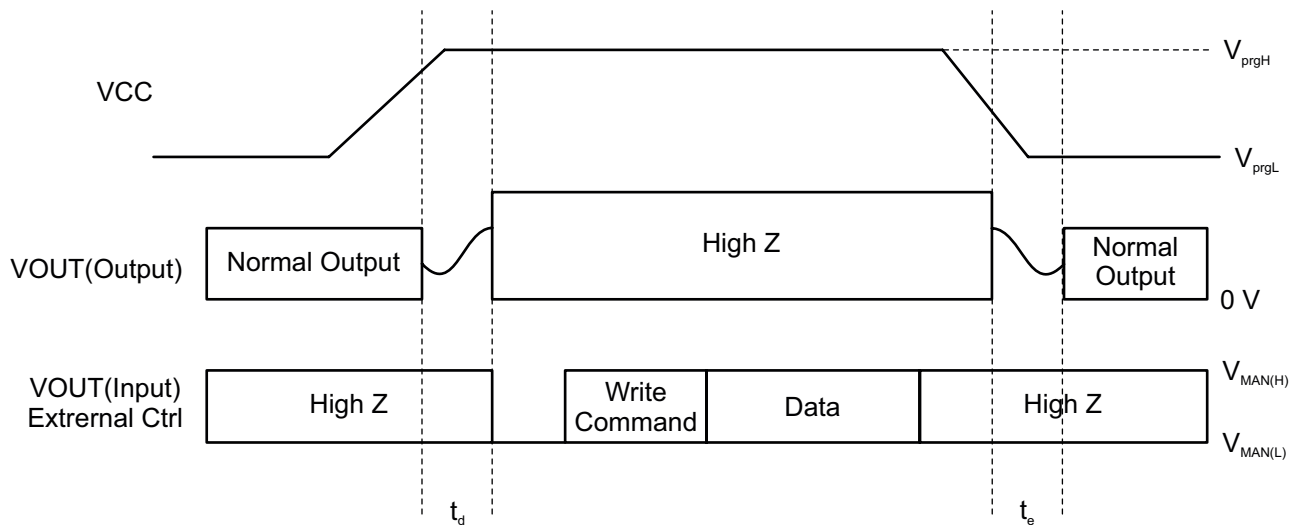 VCC
V_prgH
V_prgL
VOUT(Output)
Normal Output
High Z
Normal
Output
0 V
VOUT(Input)
Extrernal Ctrl
High Z
Write
Command
Data
High Z
V_MAN(H)
V_MAN(L)
t_d
t_e